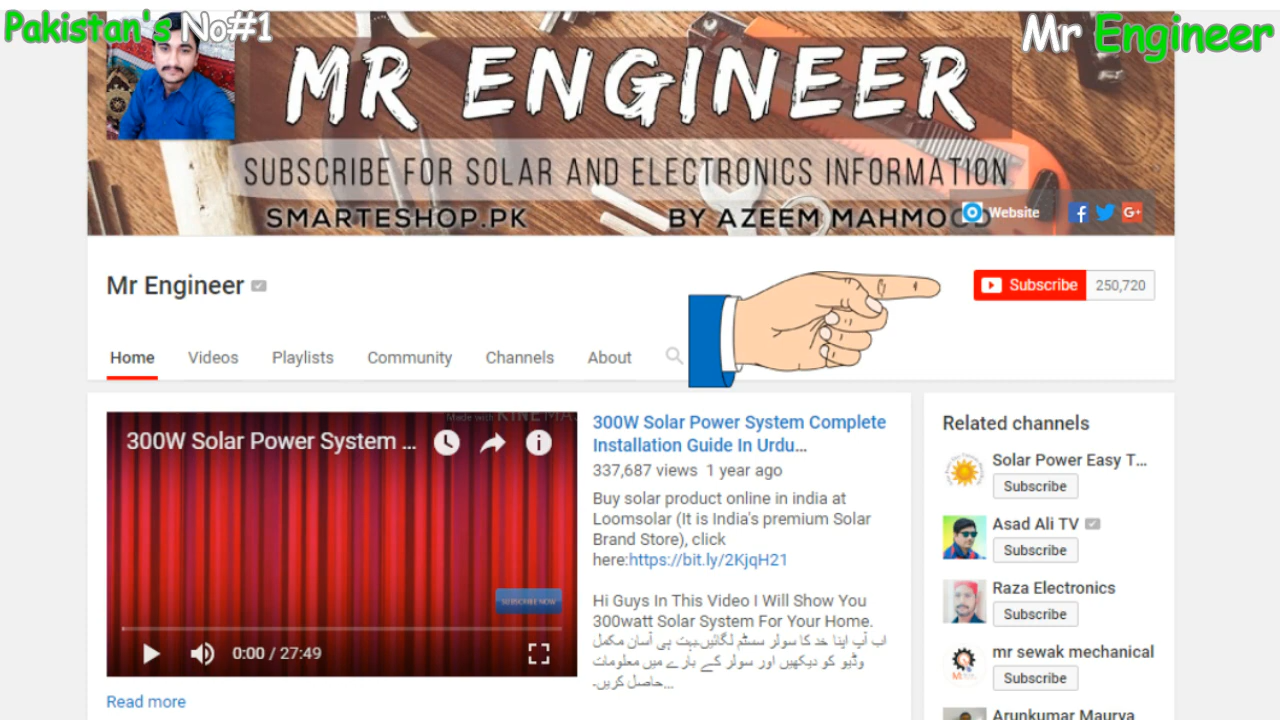 Pakistan's No#1
Mr Engineer
MR ENGINEER
SUBSCRIBE FOR SOLAR AND ELECTRONICS INFORMATION
SMARTESHOP.PK
BY AZEEM MAHMOOD
Website
Mr Engineer
Subscribe 250,720
Home Videos Playlists Community Channels About
Made with KINEMAS
300W Solar Power System ...
SUBSCRIBE NOW
0:00 / 27:49
Read more
300W Solar Power System Complete
Installation Guide In Urdu...
337,687 views 1 year ago
Buy solar product online in india at
Loomsolar (It is India's premium Solar
Brand Store), click
here:https://bit.ly/2KjqH21
Hi Guys In This Video I Will Show You
300watt Solar System For Your Home.
اب آپ اپنا خد کا سولر سسٹم لگائیں.بہت ہی آسان مکمل
وڈیو کو دیکھیں اور سولر کے بارے میں معلومات
حاصل کریں۔...
Related channels
Solar Power Easy T...
Subscribe
Asad Ali TV
Subscribe
Raza Electronics
Subscribe
mr sewak mechanical
Subscribe
Arunkumar Maurya